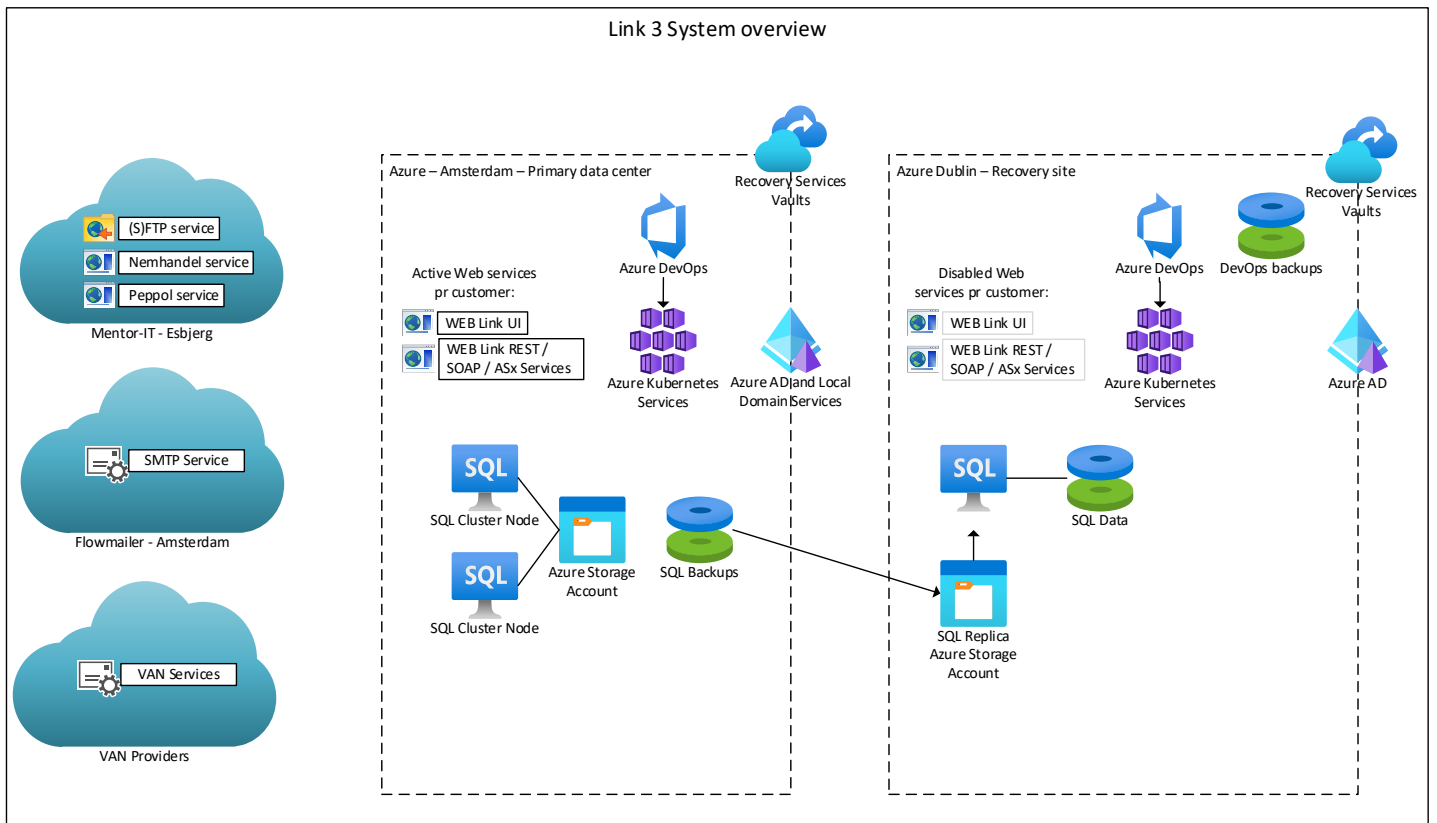 Link 3 System overview
(S)FTP service
Nemhandel service
Peppol service
Mentor-IT - Esbjerg
SMTP Service
Flowmailer - Amsterdam
VAN Services
VAN Providers
Azure – Amsterdam – Primary data center
Recovery Services
Vaults
Azure DevOps
Active Web services
pr customer:
WEB Link UI
WEB Link REST /
SOAP / ASx Services
Azure Kubernetes
Services
Azure AD and Local
Domain Services
SQL
SQL Cluster Node
SQL
SQL Cluster Node
Azure Storage
Account
SQL Backups
Azure Dublin – Recovery site
Recovery Services
Vaults
Azure DevOps
DevOps backups
Disabled Web
services pr customer:
WEB Link UI
WEB Link REST /
SOAP / ASx Services
Azure Kubernetes
Services
Azure AD
SQL
SQL Data
SQL Replica
Azure Storage
Account